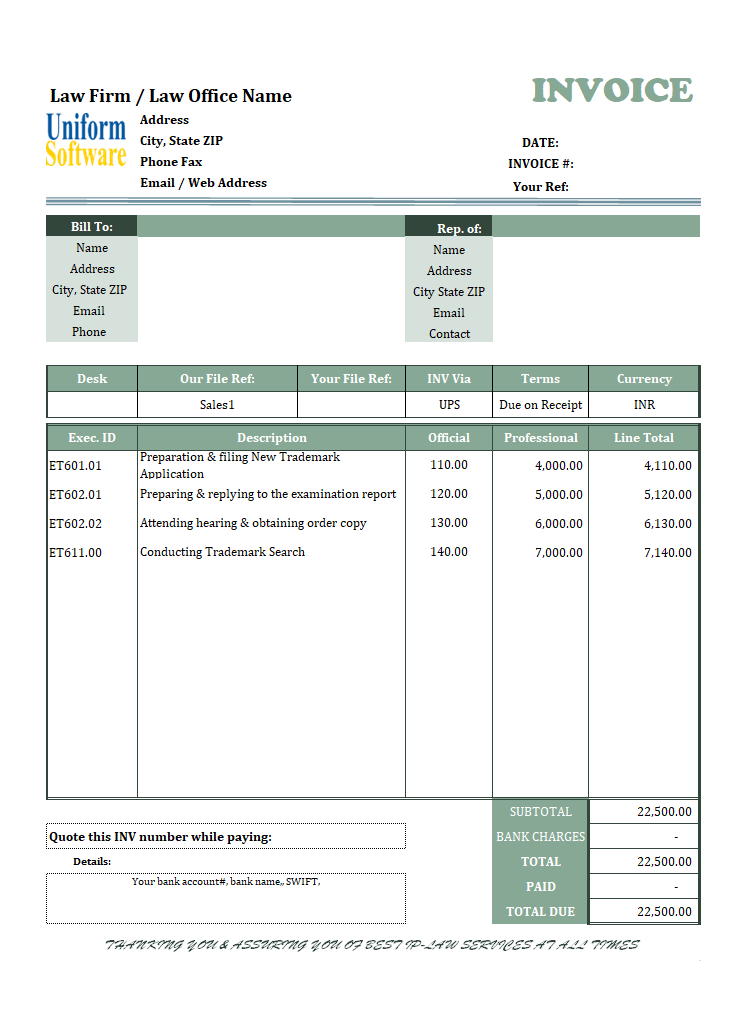 INVOICE
Law Firm / Law Office Name
Uniform
Software
Address
City, State ZIP
Phone Fax
Email / Web Address
DATE:
INVOICE #:
Your Ref:
Bill To:
Name
Address
City, State ZIP
Email
Phone
Rep. of:
Name
Address
City State ZIP
Email
Contact
Desk Our File Ref: Your File Ref: INV Via Terms Currency
Sales1 UPS Due on Receipt INR
Exec. ID Description Official Professional Line Total
ET601.01 Preparation & filing New Trademark Application 110.00 4,000.00 4,110.00
ET602.01 Preparing & replying to the examination report 120.00 5,000.00 5,120.00
ET602.02 Attending hearing & obtaining order copy 130.00 6,000.00 6,130.00
ET611.00 Conducting Trademark Search 140.00 7,000.00 7,140.00
SUBTOTAL 22,500.00
Quote this INV number while paying:
BANK CHARGES -
Details:
TOTAL 22,500.00
Your bank account#, bank name,, SWIFT,
PAID -
TOTAL DUE 22,500.00
THANKING YOU & ASSURING YOU OF BEST IP-LAW SERVICES AT ALL TIMES